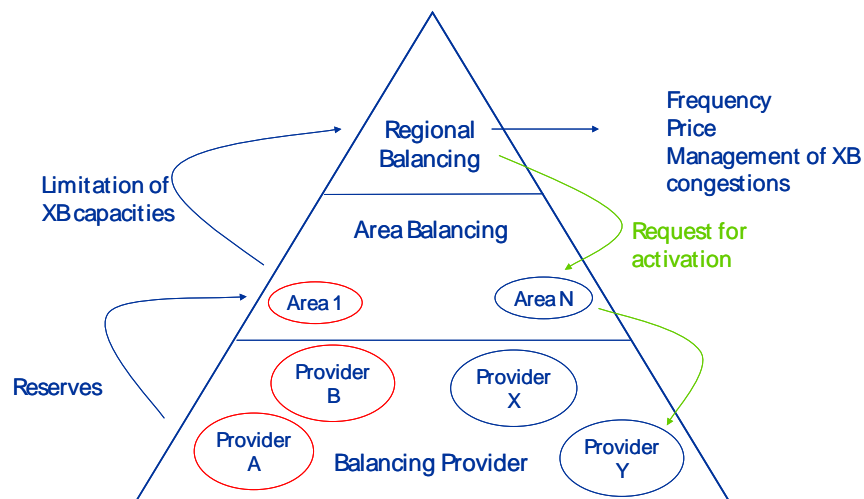 Regional
Balancing
Frequency
Price
Management of XB
congestions
Limitation of
XB capacities
Area Balancing
Request for
activation
Area 1
Area N
Reserves
Provider
B
Provider
X
Provider
A
Balancing Provider
Provider
Y